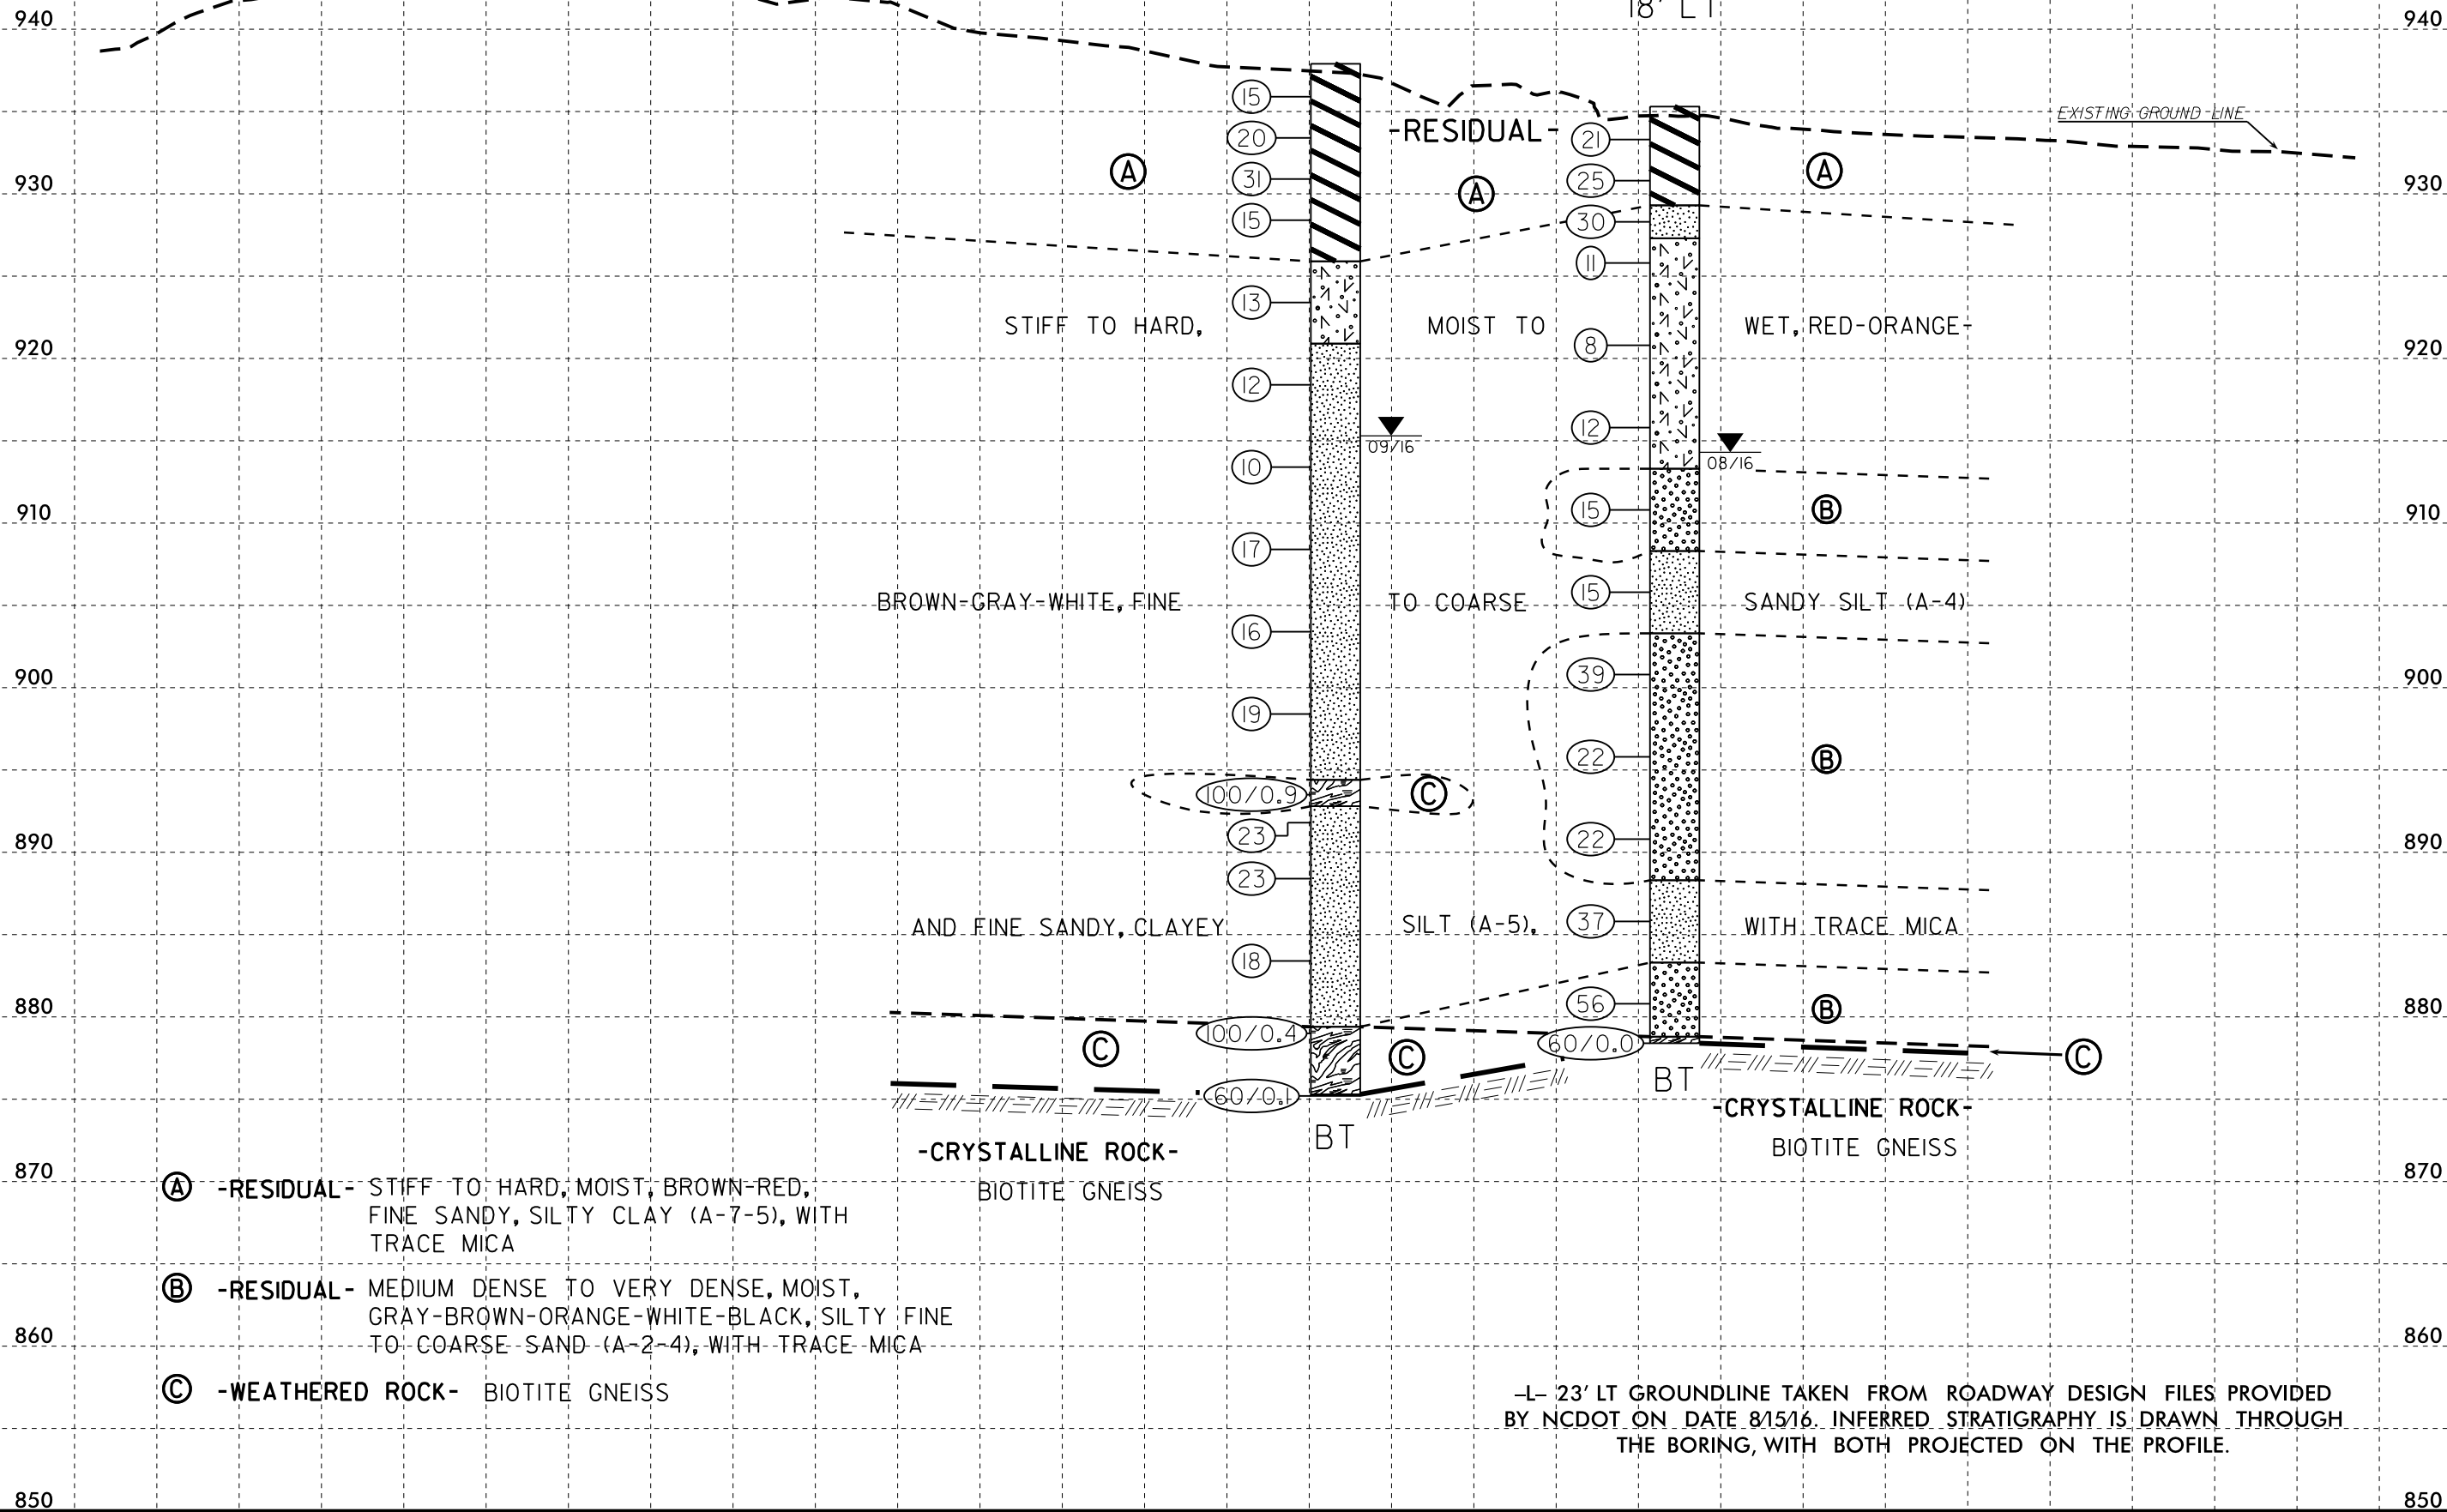 18' LT
940 940
EXISTING GROUND LINE
15
20
31
15
-RESIDUAL-
21
25
30
11
A
A
A
930 930
13
STIFF TO HARD, MOIST TO WET, RED-ORANGE-
8
920 920
12
12
09/16
08/16
10
15
B
910 910
17
15
BROWN-GRAY-WHITE, FINE TO COARSE SANDY SILT (A-4)
16
39
900 900
19
22
B
100/0.9
C
23
22
890 890
23
AND FINE SANDY, CLAYEY SILT (A-5), WITH TRACE MICA
37
18
56
B
880 880
100/0.4
60/0.0
C
C
C
60/0.1
BT
BT
-CRYSTALLINE ROCK-
BIOTITE GNEISS
-CRYSTALLINE ROCK-
BIOTITE GNEISS
870 870
A -RESIDUAL- STIFF TO HARD, MOIST, BROWN-RED,
FINE SANDY, SILTY CLAY (A-7-5), WITH
TRACE MICA
B -RESIDUAL- MEDIUM DENSE TO VERY DENSE, MOIST,
GRAY-BROWN-ORANGE-WHITE-BLACK, SILTY FINE
TO COARSE SAND (A-2-4), WITH TRACE MICA
860 860
C -WEATHERED ROCK- BIOTITE GNEISS
-L- 23' LT GROUNDLINE TAKEN FROM ROADWAY DESIGN FILES PROVIDED
BY NCDOT ON DATE 8/15/16. INFERRED STRATIGRAPHY IS DRAWN THROUGH
THE BORING, WITH BOTH PROJECTED ON THE PROFILE.
850 850